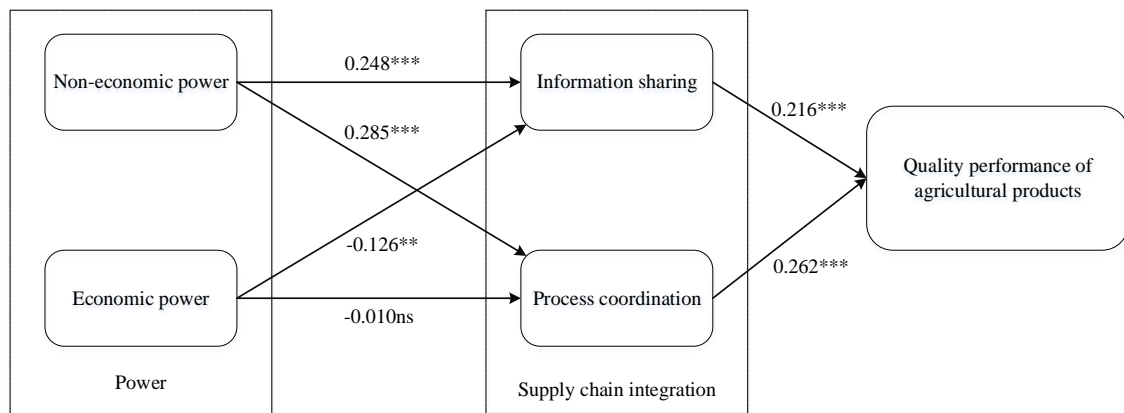 Non-economic power
0.248***
Information sharing
0.285***
0.216***
Quality performance of
agricultural products
-0.126**
0.262***
Economic power
-0.010ns
Process coordination
Power
Supply chain integration